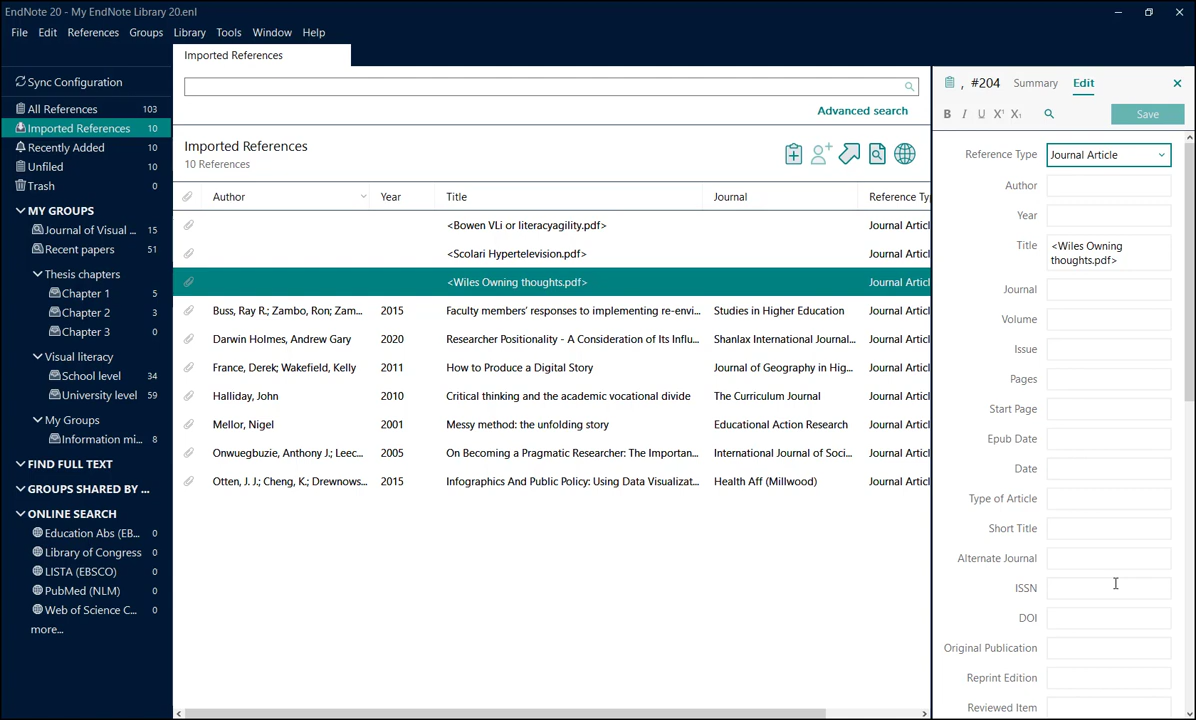 EndNote 20 - My EndNote Library 20.enl
File Edit References Groups Library Tools Window Help
Imported References
Sync Configuration
All References 103
Imported References 10
Recently Added 10
Unfiled 10
Trash 0
MY GROUPS
Journal of Visual ... 15
Recent papers 51
Thesis chapters
Chapter 1 5
Chapter 2 3
Chapter 3 0
Visual literacy
School level 34
University level 59
My Groups
Information mi... 8
FIND FULL TEXT
GROUPS SHARED BY ...
ONLINE SEARCH
Education Abs (EB... 0
Library of Congress 0
LISTA (EBSCO) 0
PubMed (NLM) 0
Web of Science C... 0
more...
Advanced search
Imported References
10 References
Author Year Title Journal Reference Ty
<Bowen VLi or literacyagility.pdf> Journal Articl
<Scolari Hypertelevision.pdf> Journal Articl
<Wiles Owning thoughts.pdf> Journal Articl
Buss, Ray R.; Zambo, Ron; Zam... 2015 Faculty members' responses to implementing re-envi... Studies in Higher Education Journal Articl
Darwin Holmes, Andrew Gary 2020 Researcher Positionality - A Consideration of Its Influ... Shanlax International Journal... Journal Articl
France, Derek; Wakefield, Kelly 2011 How to Produce a Digital Story Journal of Geography in Hig... Journal Articl
Halliday, John 2010 Critical thinking and the academic vocational divide The Curriculum Journal Journal Articl
Mellor, Nigel 2001 Messy method: the unfolding story Educational Action Research Journal Articl
Onwuegbuzie, Anthony J.; Leec... 2005 On Becoming a Pragmatic Researcher: The Importan... International Journal of Soci... Journal Articl
Otten, J. J.; Cheng, K.; Drewnows... 2015 Infographics And Public Policy: Using Data Visualizat... Health Aff (Millwood) Journal Articl
, #204 Summary Edit
B I U X¹ X₁ Save
Reference Type Journal Article
Author
Year
Title <Wiles Owning
thoughts.pdf>
Journal
Volume
Issue
Pages
Start Page
Epub Date
Date
Type of Article
Short Title
Alternate Journal
ISSN
DOI
Original Publication
Reprint Edition
Reviewed Item